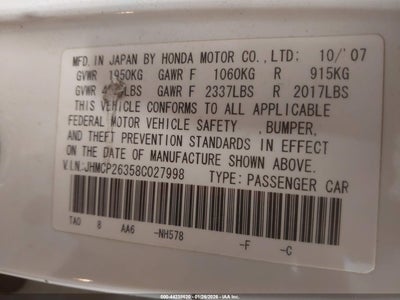 MFD. IN JAPAN BY HONDA MOTOR CO., LTD: 10/'07
GVWR 1950KG GAWR F 1060KG R 915KG
GVWR LBS GAWR F 2337LBS R 2017LBS
THIS VEHICLE CONFORMS TO ALL APPLICABLE
FEDERAL MOTOR VEHICLE SAFETY , BUMPER,
AND THEFT PREVENTION STANDARDS IN EFFECT
ON THE DATE OF MANUFACTURE SHOWN ABOVE.
V.I.N.:JHMCP26358C027998 TYPE: PASSENGER CAR
TAO 8 AA6 -NH578 -F -C